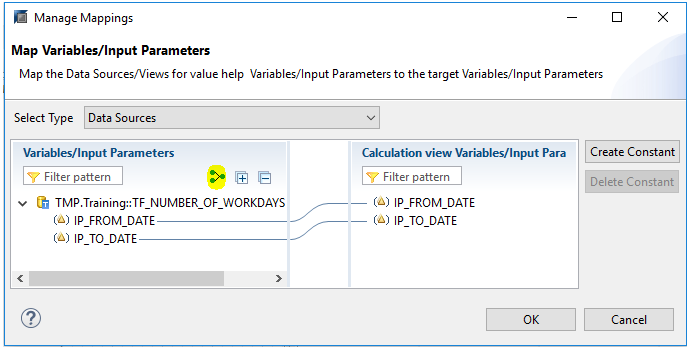 Manage Mappings
Map Variables/Input Parameters
Map the Data Sources/Views for value help Variables/Input Parameters to the target Variables/Input Parameters
Select Type Data Sources
Variables/Input Parameters
Calculation view Variables/Input Para
Create Constant
Filter pattern
Filter pattern
Delete Constant
TMP.Training::TF_NUMBER_OF_WORKDAYS
IP_FROM_DATE
IP_TO_DATE
IP_FROM_DATE
IP_TO_DATE
OK
Cancel